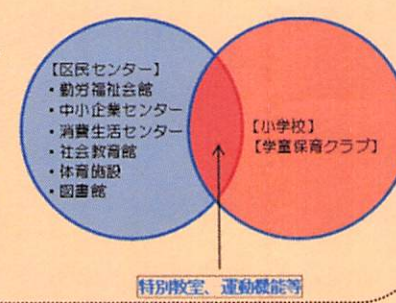 【区民センター】
・勤労福祉会館
・中小企業センター
・消費生活センター
・社会教育館
・体育施設
・図書館
【小学校】
【学童保育クラブ】
特別教室、運動機能等